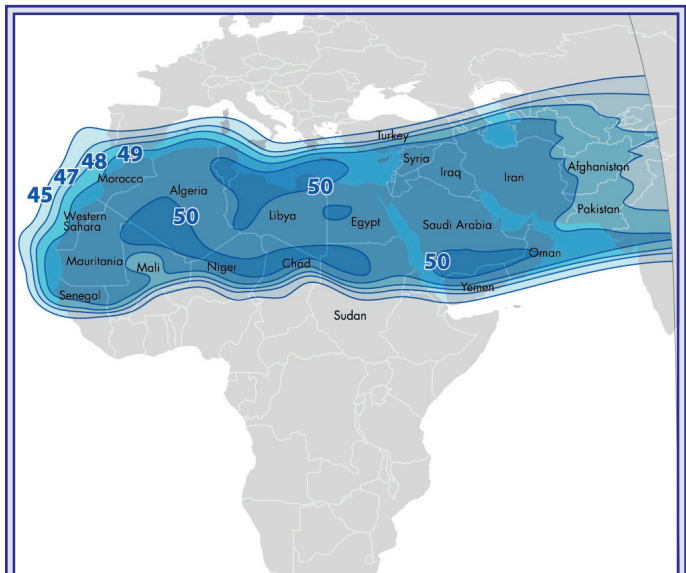 Turkey
49
48
47
45
Morocco
Syria
Iraq
Iran
Afghanistan
Algeria
50
50
Pakistan
Western
Sahara
Libya
Egypt
Saudi Arabia
Mauritania
Mali
Niger
Chad
50
Oman
Senegal
Yemen
Sudan